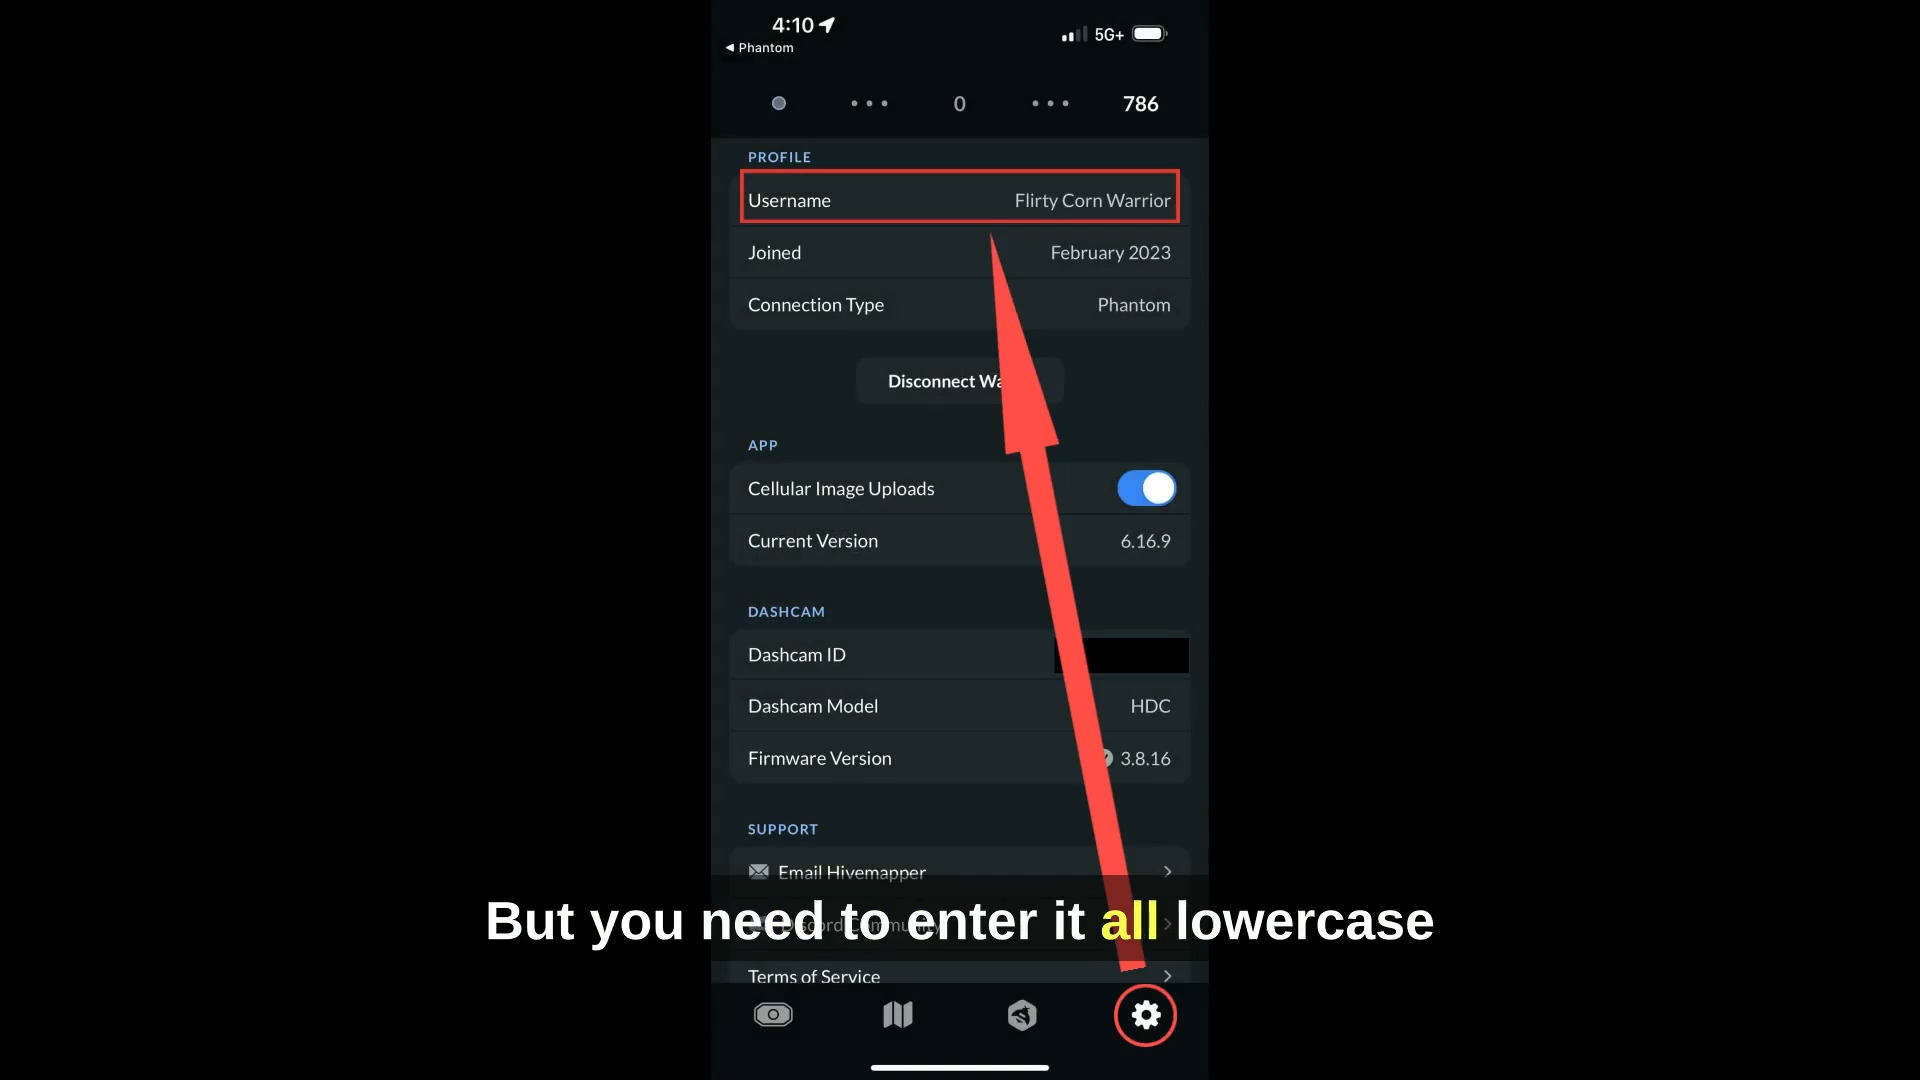 4:10
5G+
◀ Phantom
0
786
PROFILE
Username Flirty Corn Warrior
Joined February 2023
Connection Type Phantom
Disconnect
APP
Cellular Image Uploads
Current Version 6.16.9
DASHCAM
Dashcam ID
Dashcam Model HDC
Firmware Version 3.8.16
SUPPORT
Email Hivemapper
Discord Community
But you need to enter it all lowercase
Terms of Service